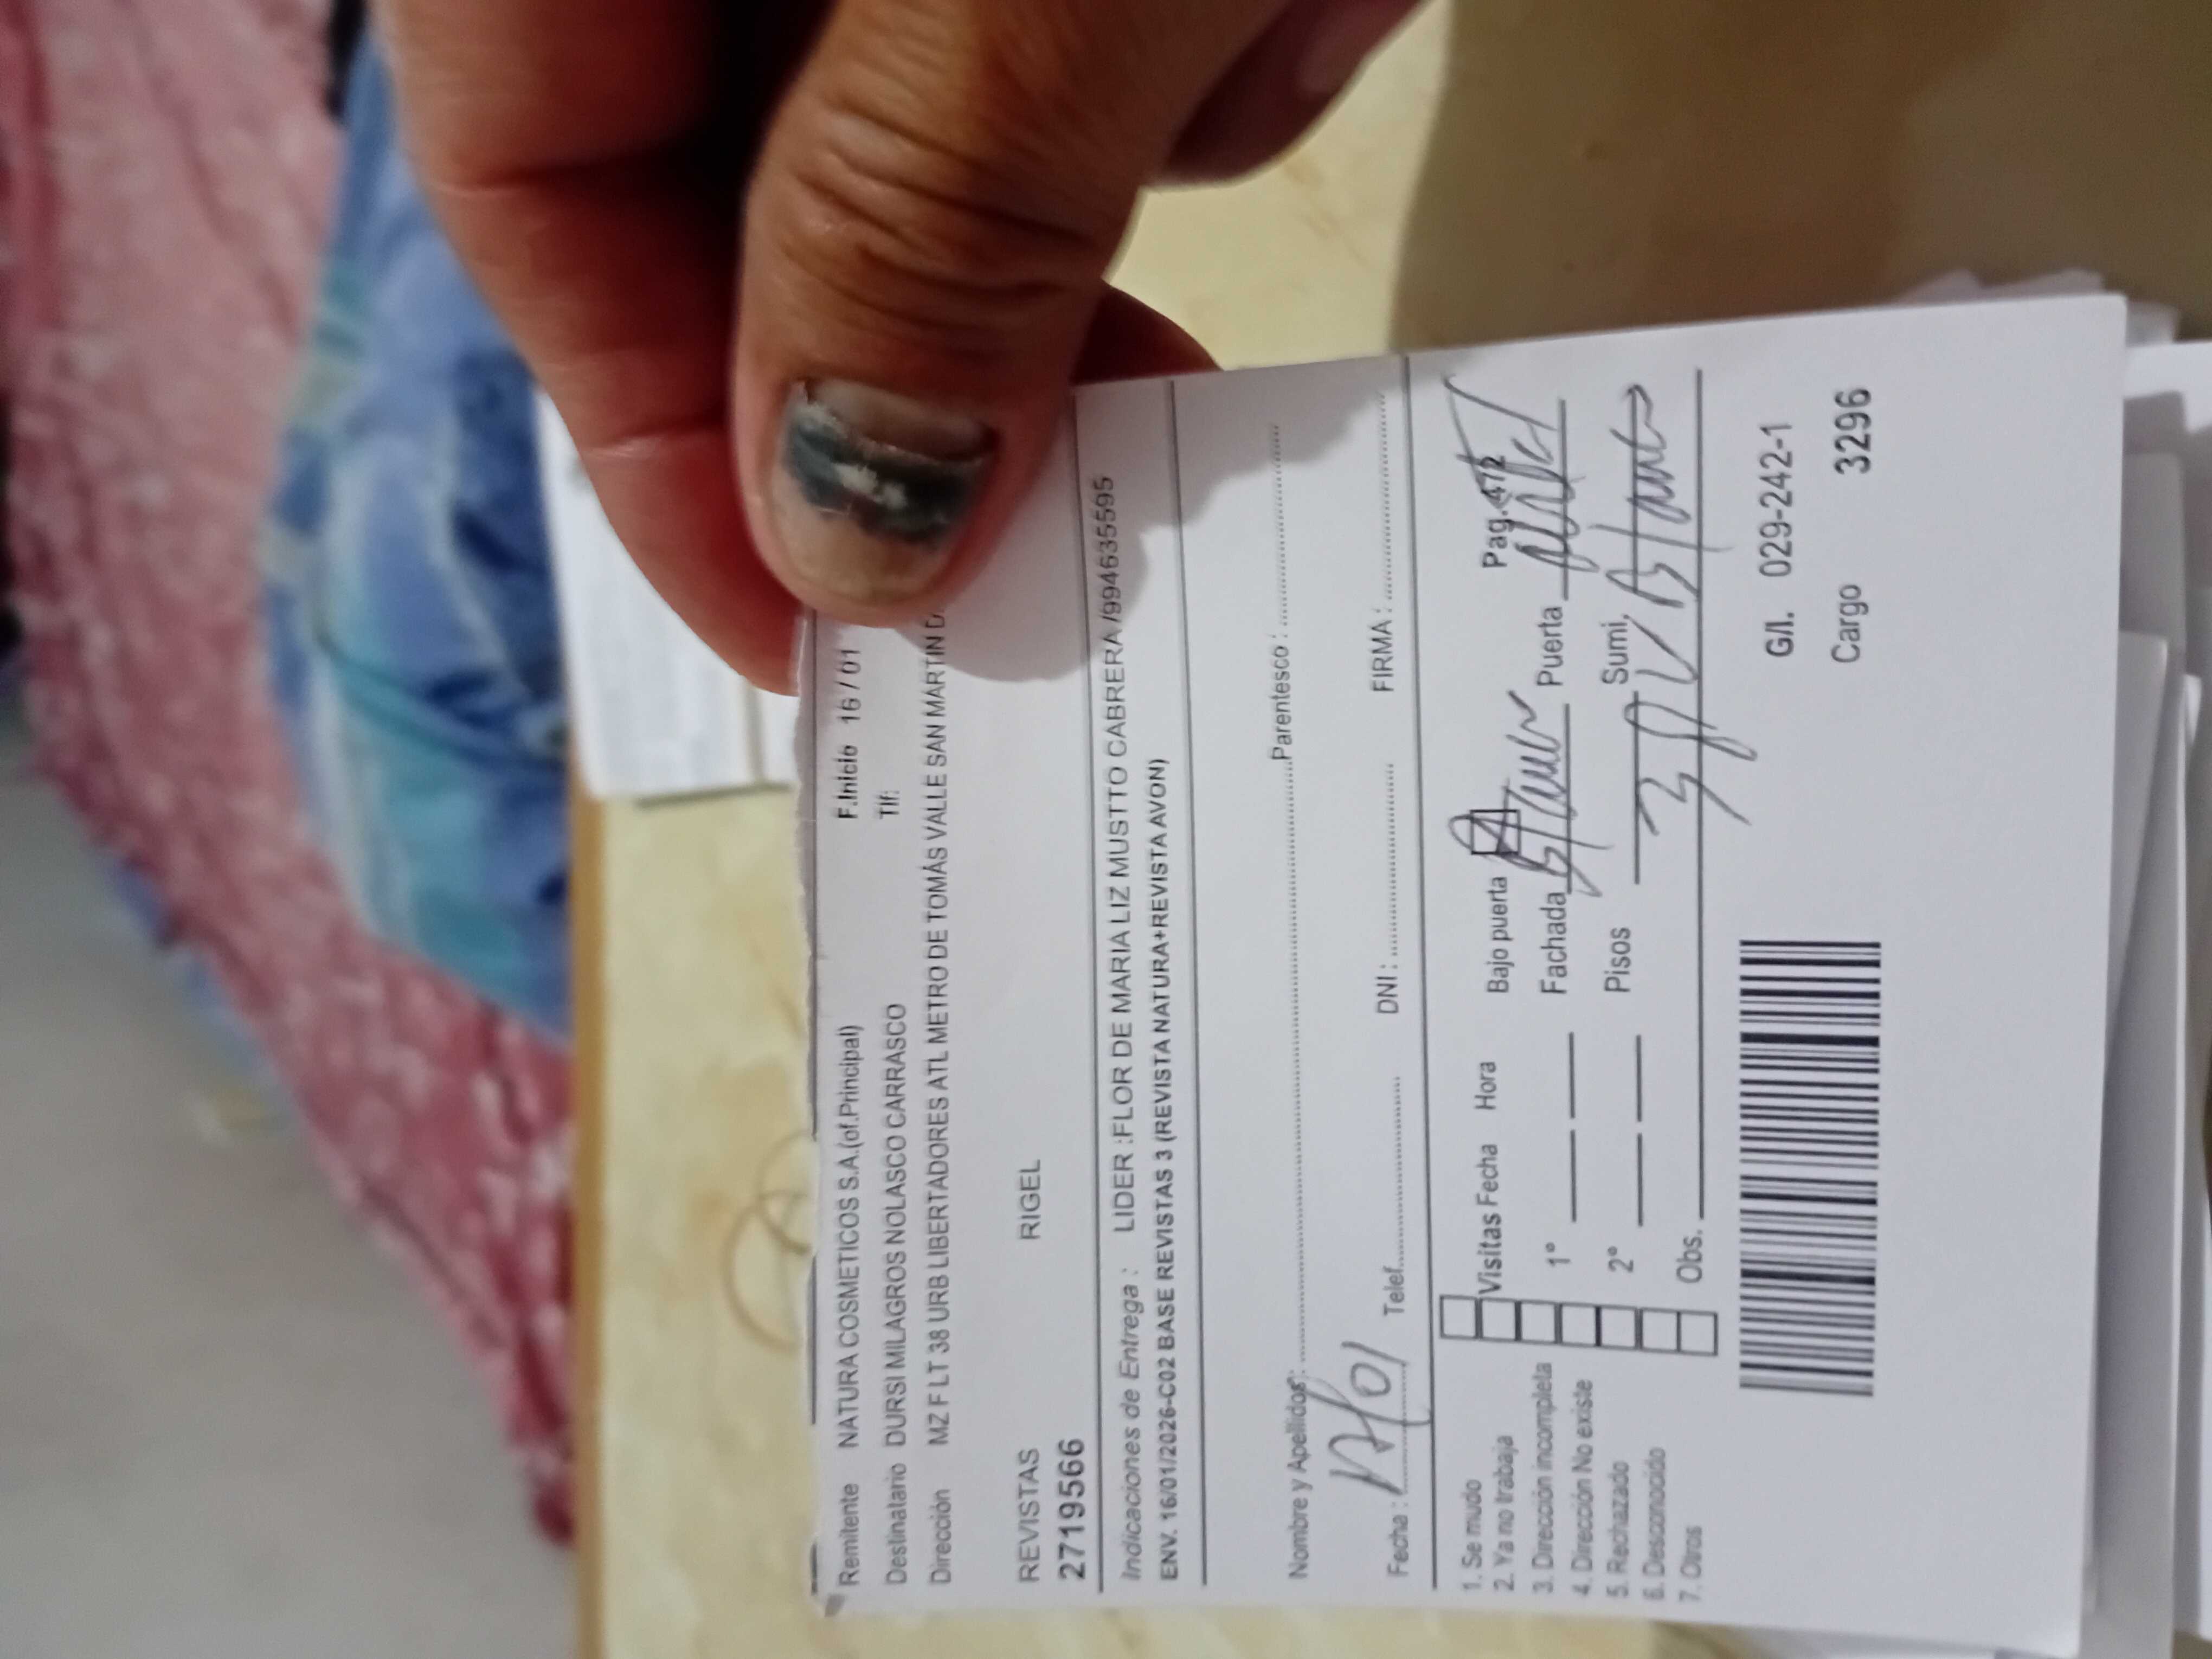 Remitente NATURA COSMETICOS S.A.(of.Principal) F.Inicio 16/01
Destinatario DURSI MILAGROS NOLASCO CARRASCO Tlf:
Dirección MZ F LT 38 URB LIBERTADORES ATL METRO DE TOMÁS VALLE SAN MARTIN D
REVISTAS RIGEL
2719566
Indicaciones de Entrega : LIDER :FLOR DE MARIA LIZ MUSTTO CABRERA /994635595
ENV. 16/01/2026-C02 BASE REVISTAS 3 (REVISTA NATURA+REVISTA AVON)
Nombre y Apellidos: Parentesco :
Fecha : Telef. DNI : FIRMA :
1. Se mudo Visitas Fecha Hora Bajo puerta Pag. 472
2. Ya no trabaja
3. Dirección incompleta 1° Fachada Blanco Puerta
4. Dirección No existe
5. Rechazado 2° Pisos 3 Sumi.
6. Desconocido
7. Otros Obs. Blanco
G/l. 029-242-1
Cargo 3296